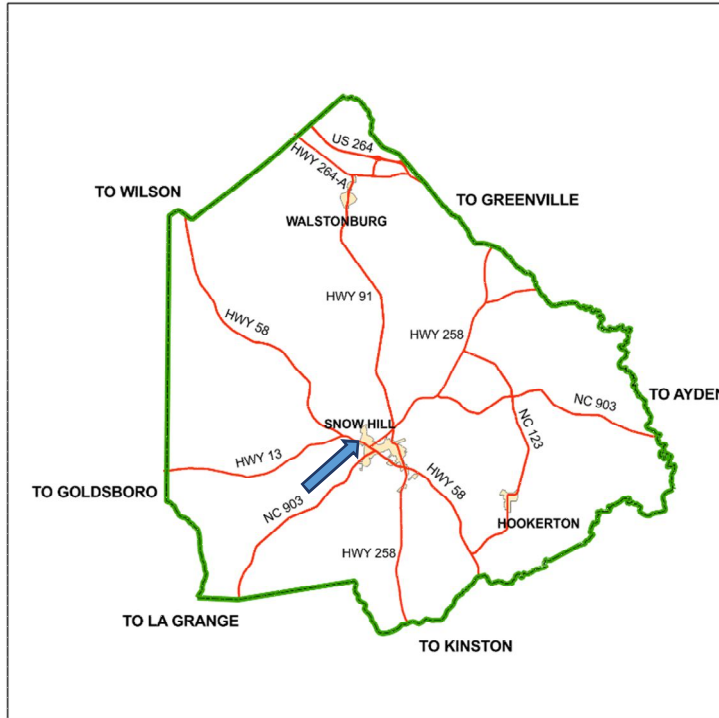 US 264
HWY 264-A
TO WILSON
TO GREENVILLE
WALSTONBURG
HWY 91
HWY 58
HWY 258
TO AYDEN
NC 903
SNOW HILL
NC 123
HWY 13
HWY 58
TO GOLDSBORO
NC 903
HOOKERTON
HWY 258
TO LA GRANGE
TO KINSTON